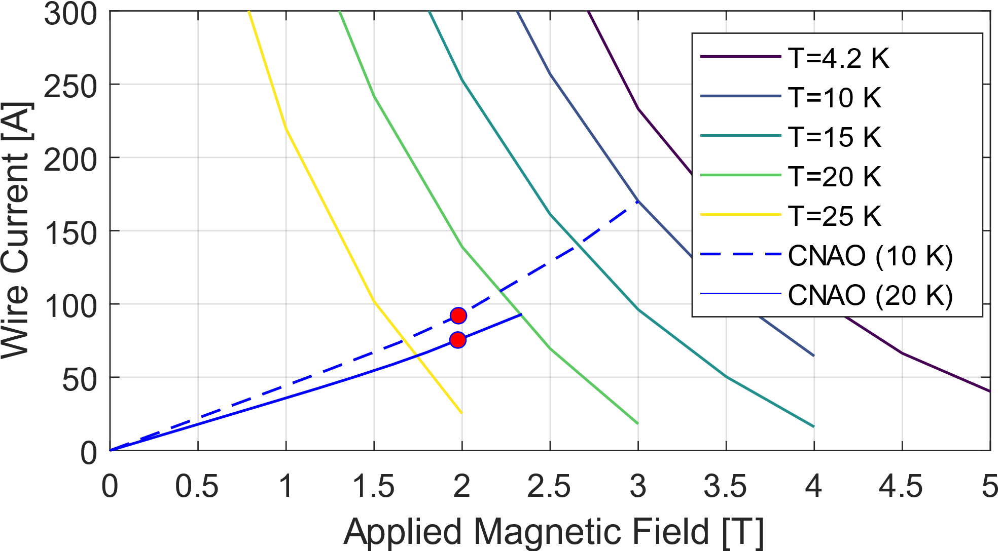 300
250
200
150
100
50
0
Wire Current [A]
T=4.2 K
T=10 K
T=15 K
T=20 K
T=25 K
CNAO (10 K)
CNAO (20 K)
0 0.5 1 1.5 2 2.5 3 3.5 4 4.5 5
Applied Magnetic Field [T]